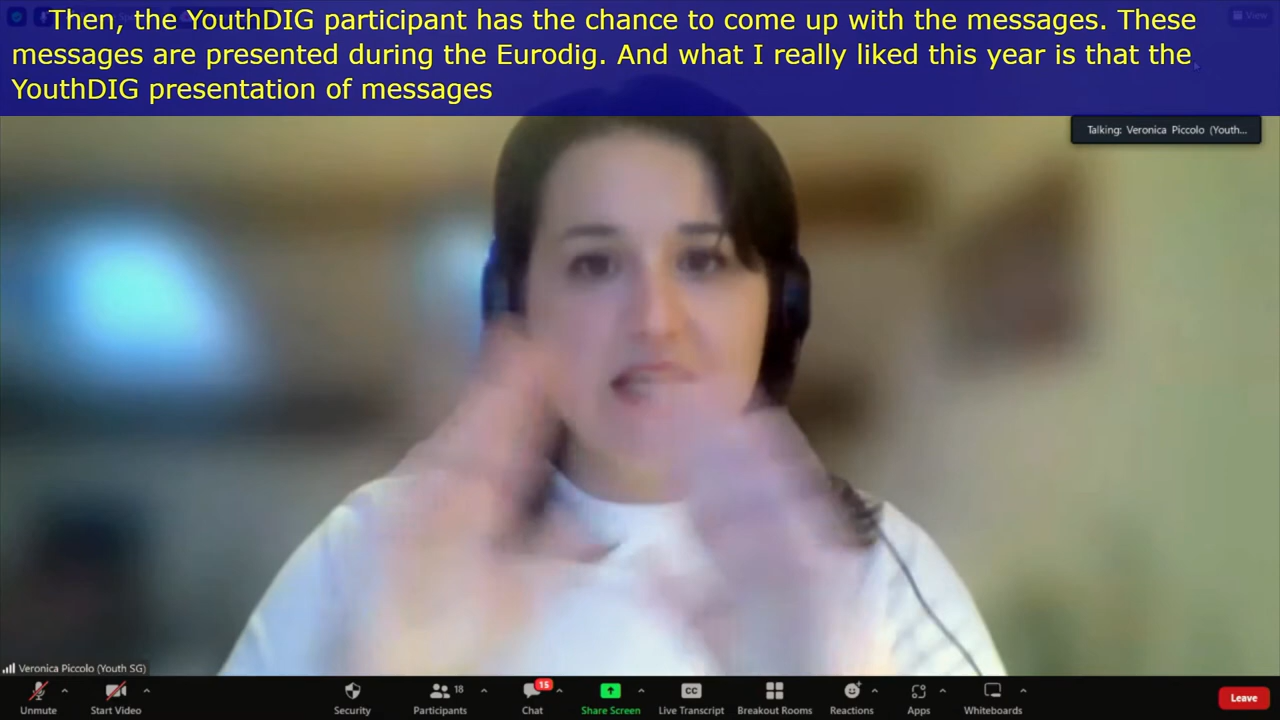 Then, the YouthDIG participant has the chance to come up with the messages. These
messages are presented during the Eurodig. And what I really liked this year is that the
YouthDIG presentation of messages
View
Talking: Veronica Piccolo (Youth...
Veronica Piccolo (Youth SG)
Unmute
Start Video
Security
Participants
18
Chat
15
Share Screen
CC
Live Transcript
Breakout Rooms
Reactions
Apps
Whiteboards
Leave